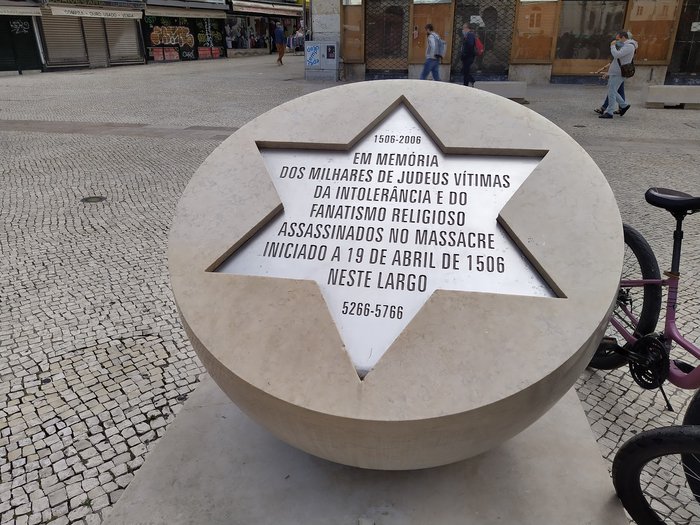 1506-2006
EM MEMÓRIA
DOS MILHARES DE JUDEUS VÍTIMAS
DA INTOLERÂNCIA E DO
FANATISMO RELIGIOSO
ASSASSINADOS NO MASSACRE
INICIADO A 19 DE ABRIL DE 1506
NESTE LARGO
5266-5766